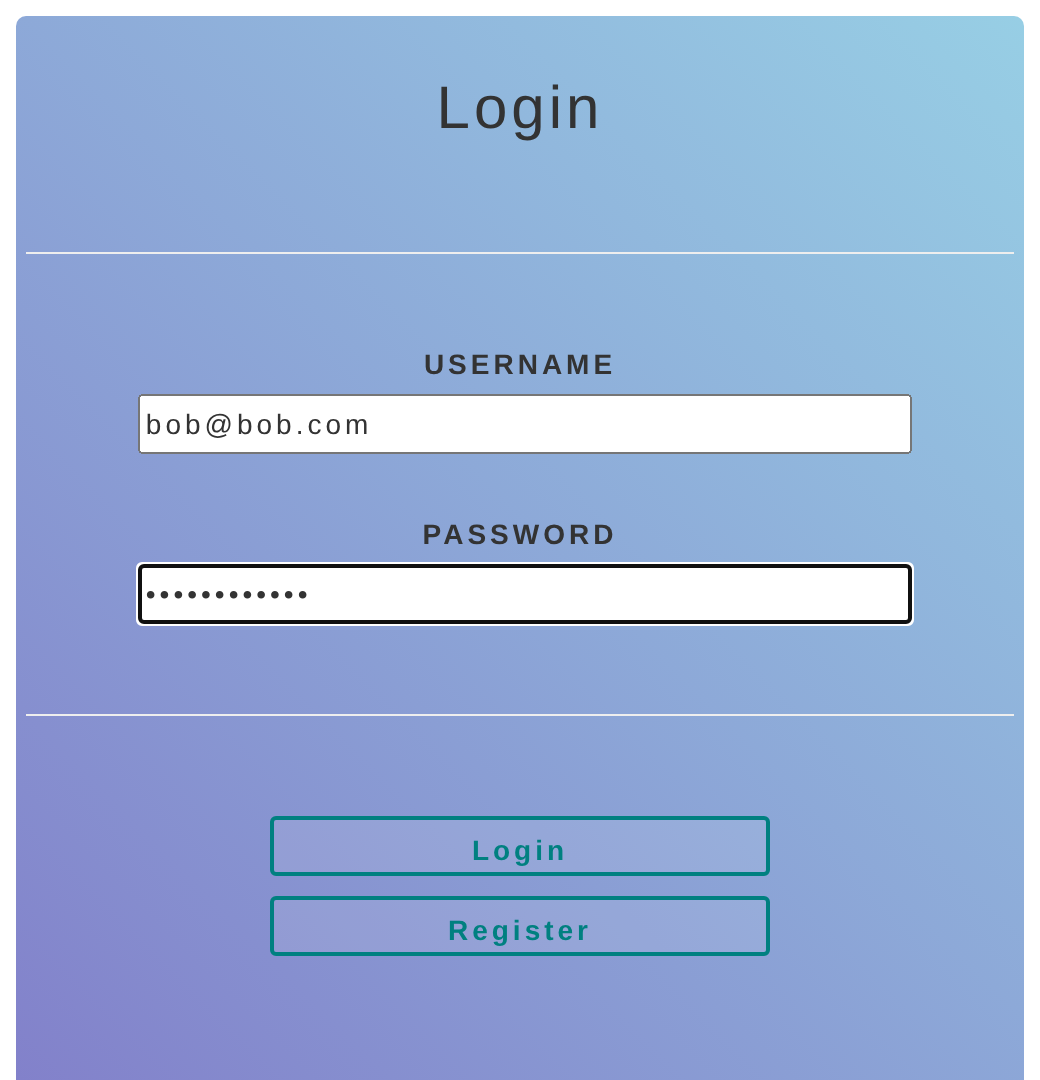 Login
USERNAME
bob@bob.com
PASSWORD
••••••••••••
Login
Register